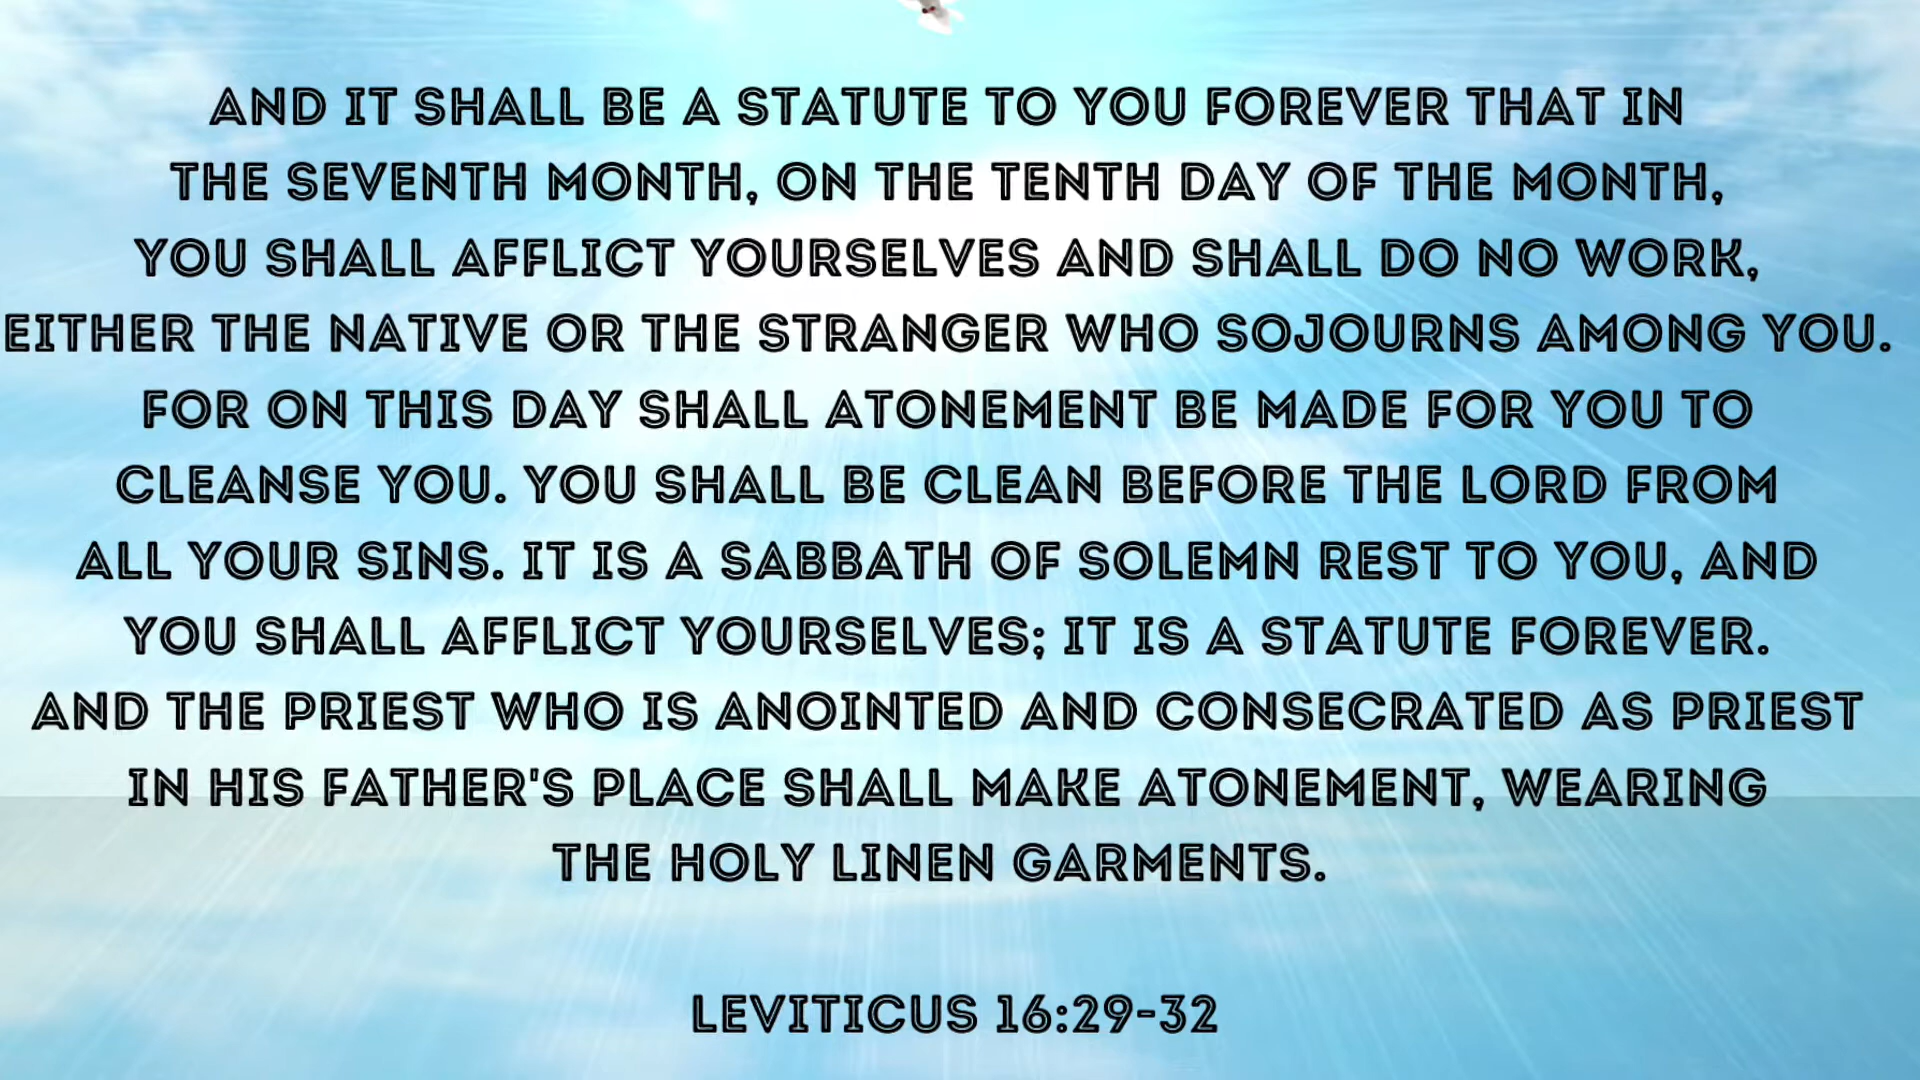 AND IT SHALL BE A STATUTE TO YOU FOREVER THAT IN
THE SEVENTH MONTH, ON THE TENTH DAY OF THE MONTH,
YOU SHALL AFFLICT YOURSELVES AND SHALL DO NO WORK,
EITHER THE NATIVE OR THE STRANGER WHO SOJOURNS AMONG YOU.
FOR ON THIS DAY SHALL ATONEMENT BE MADE FOR YOU TO
CLEANSE YOU. YOU SHALL BE CLEAN BEFORE THE LORD FROM
ALL YOUR SINS. IT IS A SABBATH OF SOLEMN REST TO YOU, AND
YOU SHALL AFFLICT YOURSELVES; IT IS A STATUTE FOREVER.
AND THE PRIEST WHO IS ANOINTED AND CONSECRATED AS PRIEST
IN HIS FATHER'S PLACE SHALL MAKE ATONEMENT, WEARING
THE HOLY LINEN GARMENTS.
LEVITICUS 16:29-32